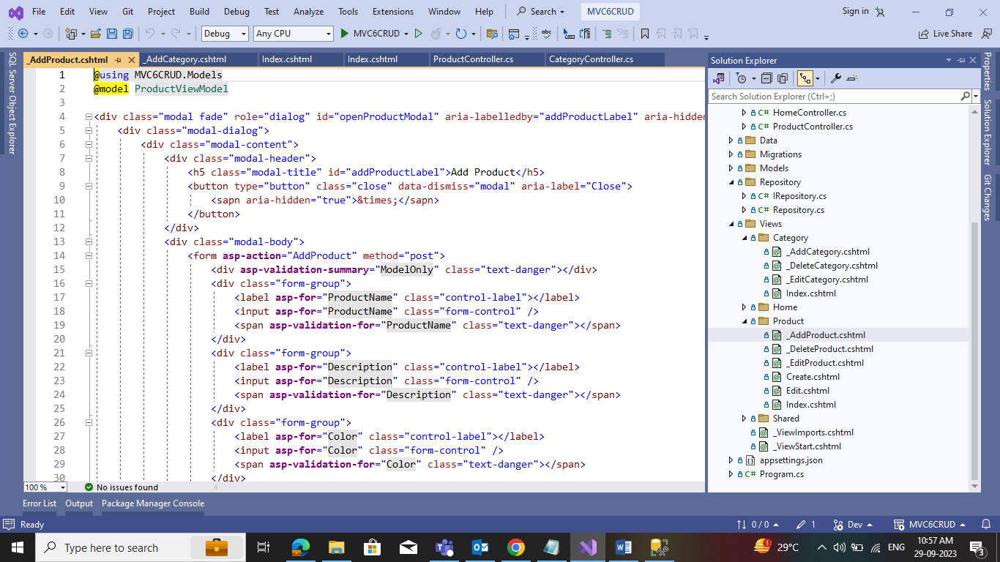 File Edit View Git Project Build Debug Test Analyze Tools Extensions Window Help Search MVC6CRUD Sign in
Debug Any CPU MVC6CRUD Live Share
SQL Server Object Explorer
_AddProduct.cshtml _AddCategory.cshtml Index.cshtml Index.cshtml ProductController.cs CategoryController.cs
1 @using MVC6CRUD.Models
2 @model ProductViewModel
3
4 <div class="modal fade" role="dialog" id="openProductModal" aria-labelledby="addProductLabel" aria-hidden
5 <div class="modal-dialog">
6 <div class="modal-content">
7 <div class="modal-header">
8 <h5 class="modal-title" id="addProductLabel">Add Product</h5>
9 <button type="button" class="close" data-dismiss="modal" aria-label="Close">
10 <sapn aria-hidden="true">&times;</sapn>
11 </button>
12 </div>
13 <div class="modal-body">
14 <form asp-action="AddProduct" method="post">
15 <div asp-validation-summary="ModelOnly" class="text-danger"></div>
16 <div class="form-group">
17 <label asp-for="ProductName" class="control-label"></label>
18 <input asp-for="ProductName" class="form-control" />
19 <span asp-validation-for="ProductName" class="text-danger"></span>
20 </div>
21 <div class="form-group">
22 <label asp-for="Description" class="control-label"></label>
23 <input asp-for="Description" class="form-control" />
24 <span asp-validation-for="Description" class="text-danger"></span>
25 </div>
26 <div class="form-group">
27 <label asp-for="Color" class="control-label"></label>
28 <input asp-for="Color" class="form-control" />
29 <span asp-validation-for="Color" class="text-danger"></span>
30 </div>
100 % No issues found
Solution Explorer
Search Solution Explorer (Ctrl+;)
C# HomeController.cs
C# ProductController.cs
Data
Migrations
Models
Repository
C# IRepository.cs
C# Repository.cs
Views
Category
_AddCategory.cshtml
_DeleteCategory.cshtml
_EditCategory.cshtml
Index.cshtml
Home
Product
_AddProduct.cshtml
_DeleteProduct.cshtml
_EditProduct.cshtml
Create.cshtml
Edit.cshtml
Index.cshtml
Shared
_ViewImports.cshtml
_ViewStart.cshtml
appsettings.json
C# Program.cs
Properties
Solution Explorer
Git Changes
Error List Output Package Manager Console
Ready 0 / 0 1 Dev MVC6CRUD
Type here to search 1 29°C ENG 10:57 AM
29-09-2023 3